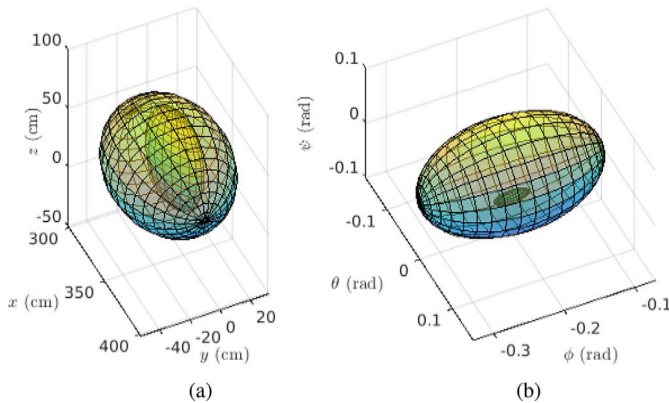 100
50
0
-50
z (cm)
300
350
400
x (cm)
-40
-20
0
20
y (cm)
(a)
0.1
0
-0.1
ψ (rad)
-0.1
0
0.1
θ (rad)
-0.3
-0.2
-0.1
ϕ (rad)
(b)